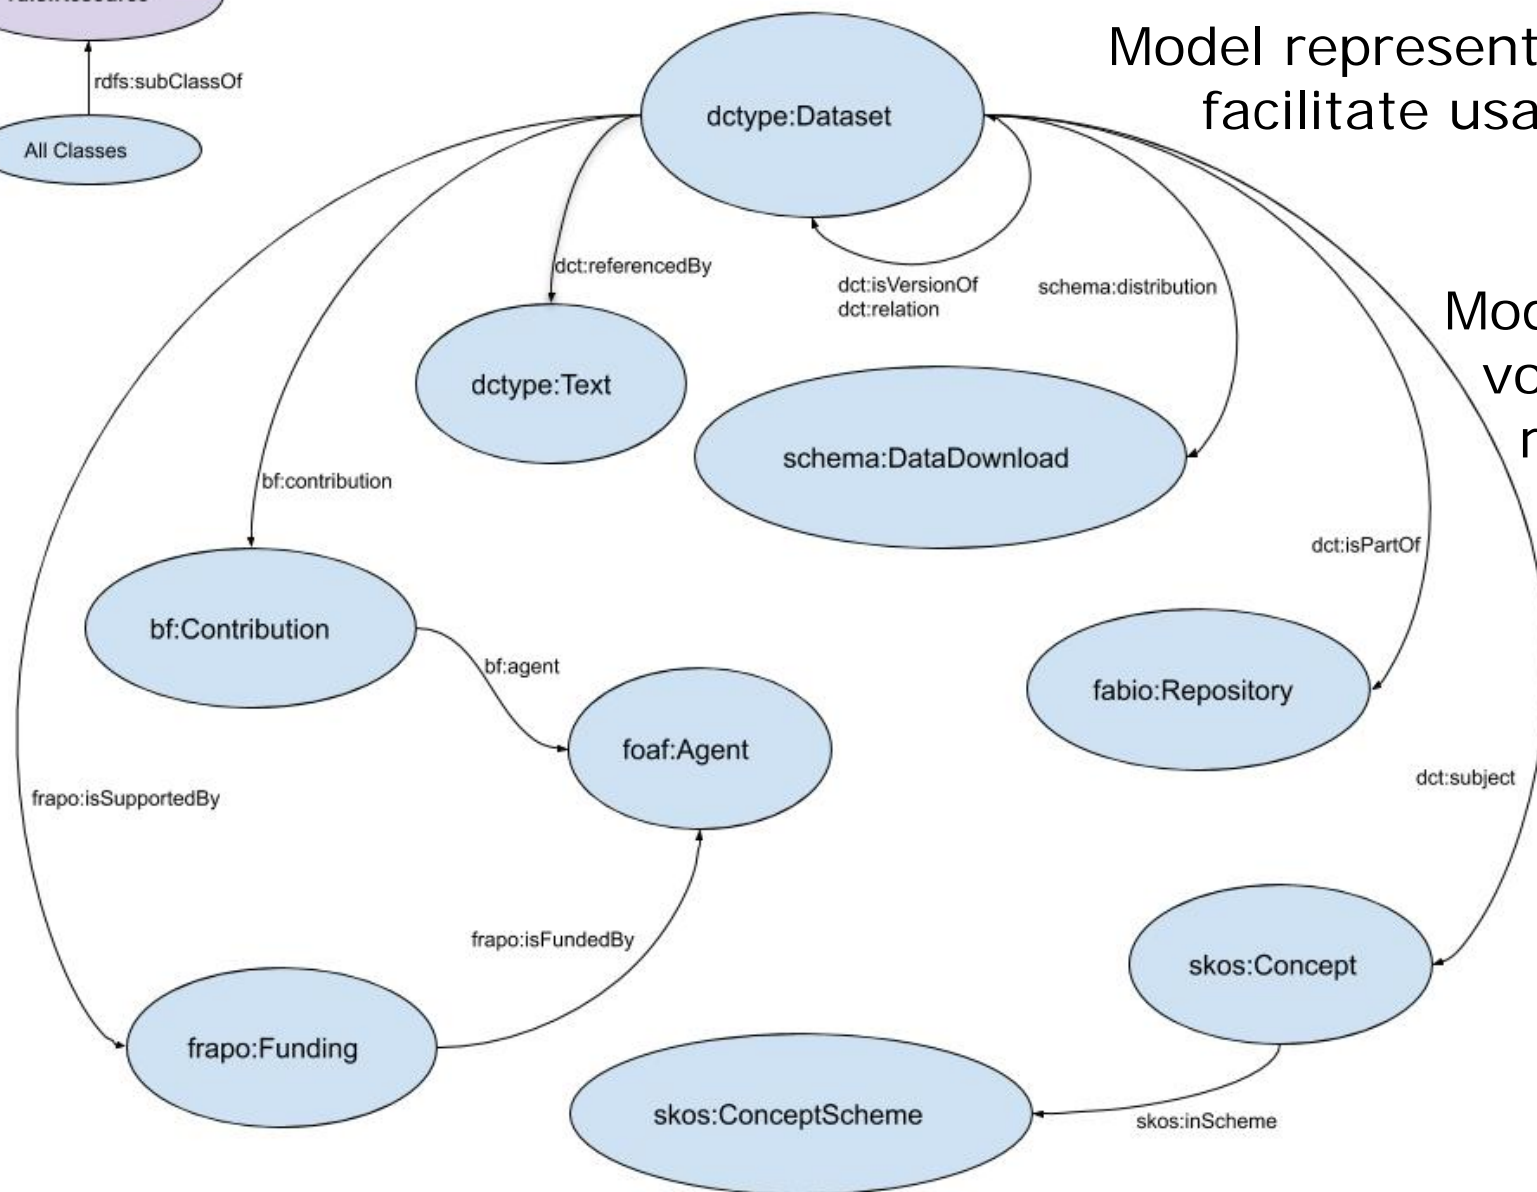 rdfs:subClassOf
All Classes
dctype:Dataset
Model represent
facilitate usa
dct:referencedBy
dct:isVersionOf
dct:relation
schema:distribution
dctype:Text
schema:DataDownload
bf:contribution
dct:isPartOf
bf:Contribution
bf:agent
fabio:Repository
foaf:Agent
frapo:isSupportedBy
dct:subject
frapo:isFundedBy
skos:Concept
frapo:Funding
skos:ConceptScheme
skos:inScheme